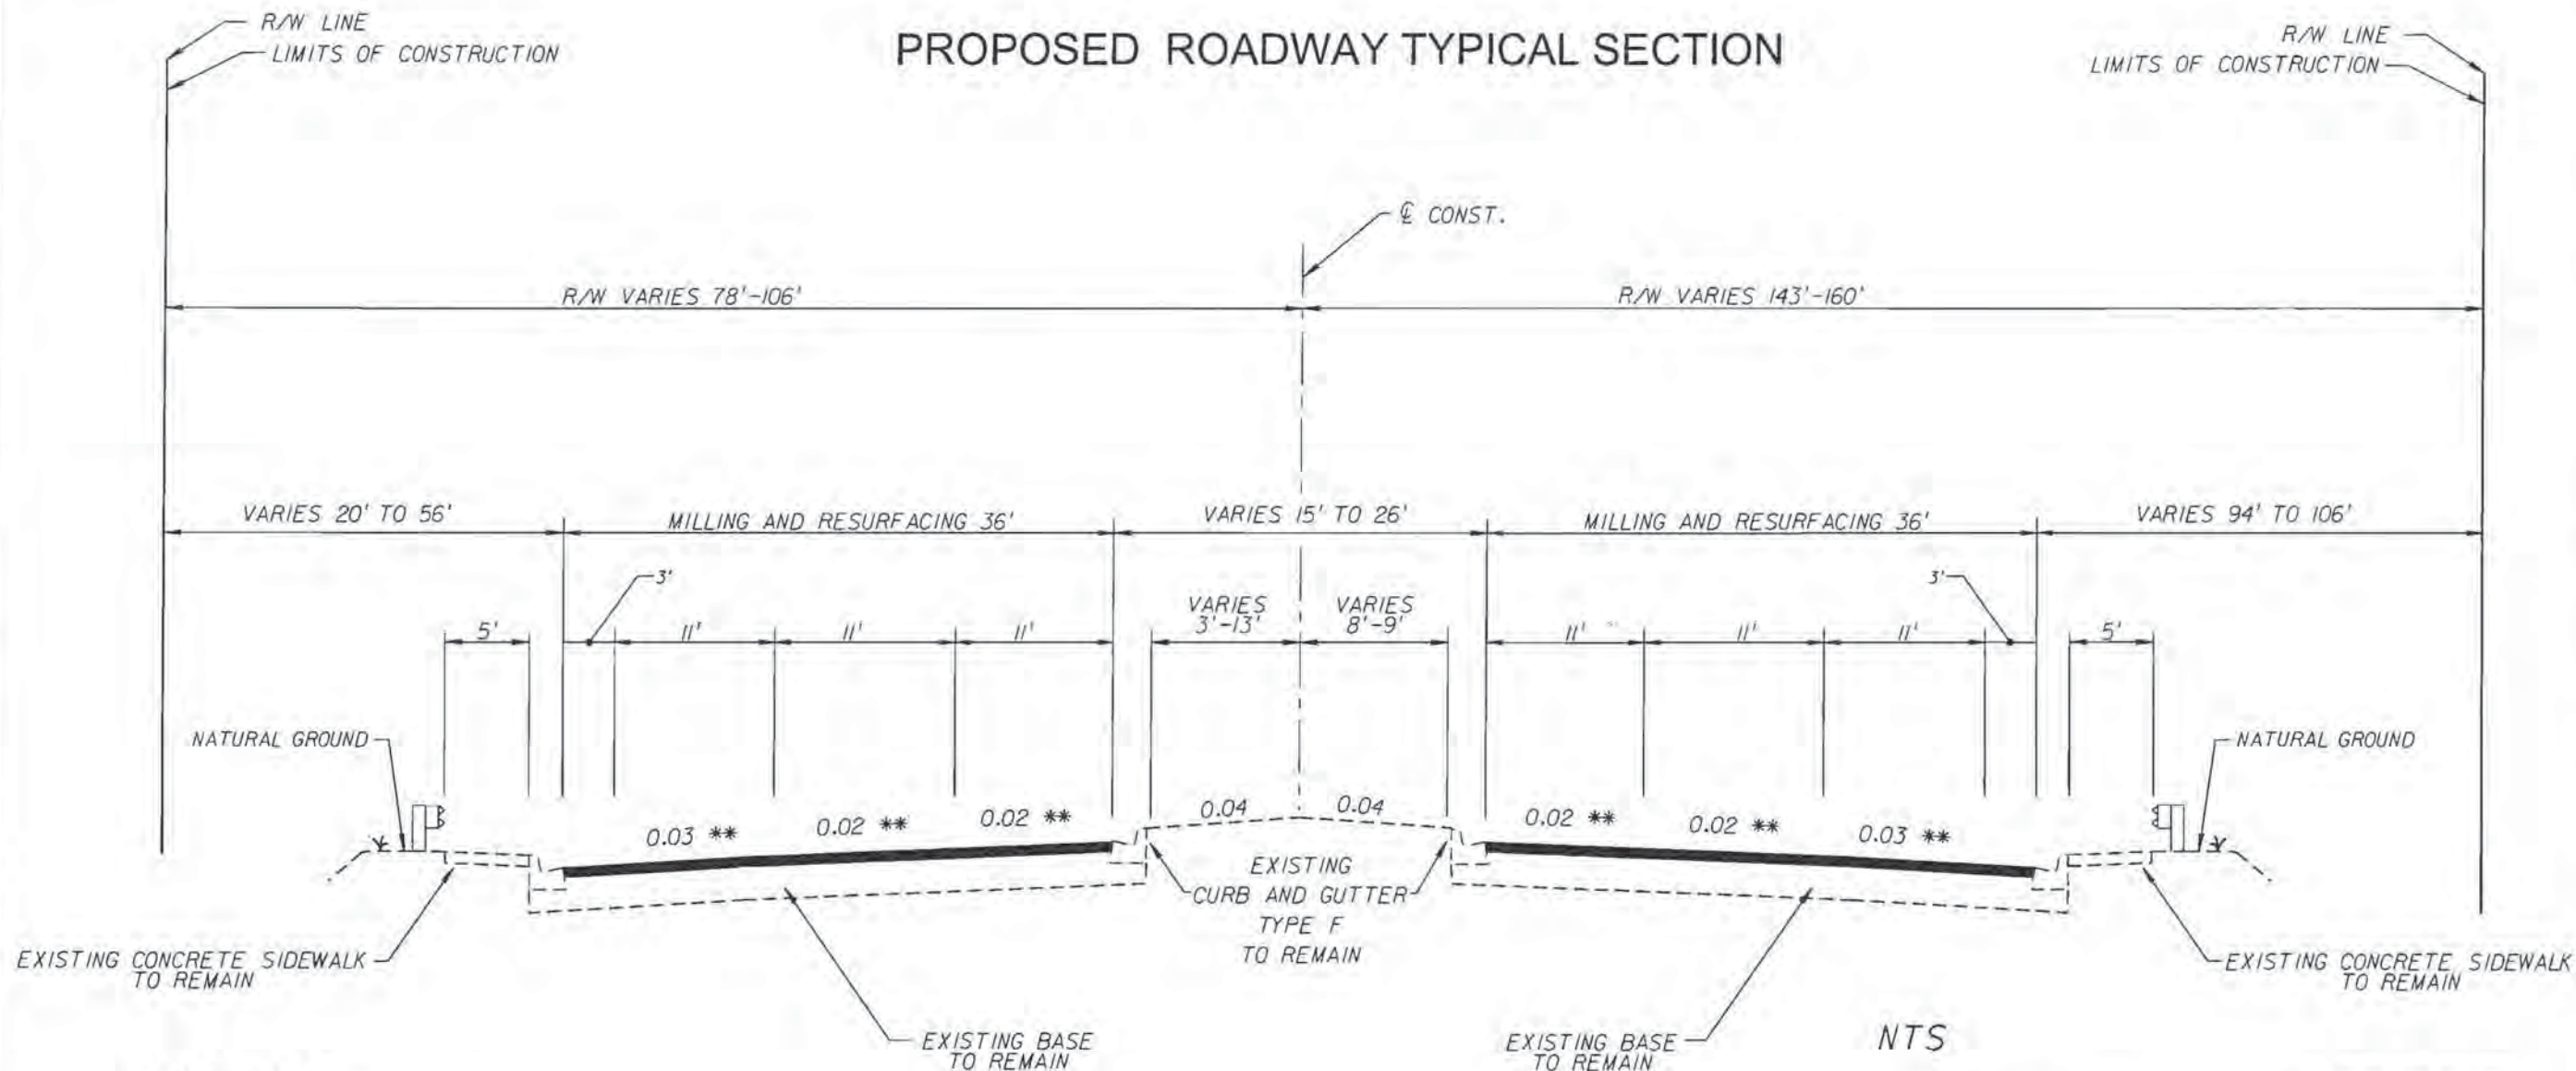 PROPOSED ROADWAY TYPICAL SECTION
R/W LINE
LIMITS OF CONSTRUCTION
R/W LINE
LIMITS OF CONSTRUCTION
℄ CONST.
R/W VARIES 78'-106'
R/W VARIES 143'-160'
VARIES 20' TO 56'
MILLING AND RESURFACING 36'
VARIES 15' TO 26'
MILLING AND RESURFACING 36'
VARIES 94' TO 106'
3'
3'
VARIES
3'-13'
VARIES
8'-9'
5'
11'
11'
11'
11'
11'
11'
5'
NATURAL GROUND
NATURAL GROUND
0.03 **
0.02 **
0.02 **
0.04
0.04
0.02 **
0.02 **
0.03 **
EXISTING
CURB AND GUTTER
TYPE F
TO REMAIN
EXISTING CONCRETE SIDEWALK
TO REMAIN
EXISTING CONCRETE SIDEWALK
TO REMAIN
EXISTING BASE
TO REMAIN
EXISTING BASE
TO REMAIN
NTS